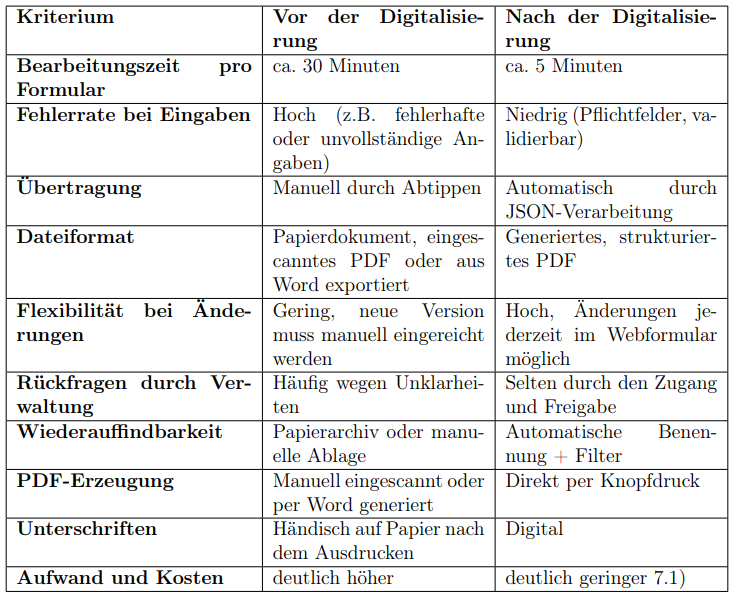 Kriterium
Vor der Digitalisie-
rung
Nach der Digitalisie-
rung
Bearbeitungszeit pro
Formular
ca. 30 Minuten
ca. 5 Minuten
Fehlerrate bei Eingaben
Hoch (z.B. fehlerhafte
oder unvollständige An-
gaben)
Niedrig (Pflichtfelder, va-
lidierbar)
Übertragung
Manuell durch Abtippen
Automatisch durch
JSON-Verarbeitung
Dateiformat
Papierdokument, einges-
canntes PDF oder aus
Word exportiert
Generiertes, strukturier-
tes PDF
Flexibilität bei Ände-
rungen
Gering, neue Version
muss manuell eingereicht
werden
Hoch, Änderungen je-
derzeit im Webformular
möglich
Rückfragen durch Ver-
waltung
Häufig wegen Unklarhei-
ten
Selten durch den Zugang
und Freigabe
Wiederauffindbarkeit
Papierarchiv oder manu-
elle Ablage
Automatische Benen-
nung + Filter
PDF-Erzeugung
Manuell eingescannt oder
per Word generiert
Direkt per Knopfdruck
Unterschriften
Händisch auf Papier nach
dem Ausdrucken
Digital
Aufwand und Kosten
deutlich höher
deutlich geringer 7.1)